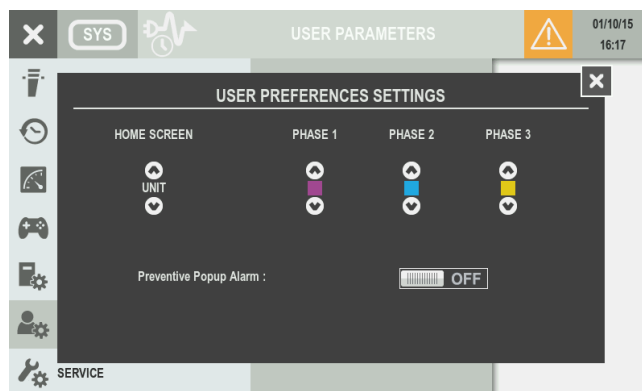 SYS
USER PARAMETERS
01/10/15
16:17
USER PREFERENCES SETTINGS
HOME SCREEN PHASE 1 PHASE 2 PHASE 3
UNIT
Preventive Popup Alarm : OFF
SERVICE